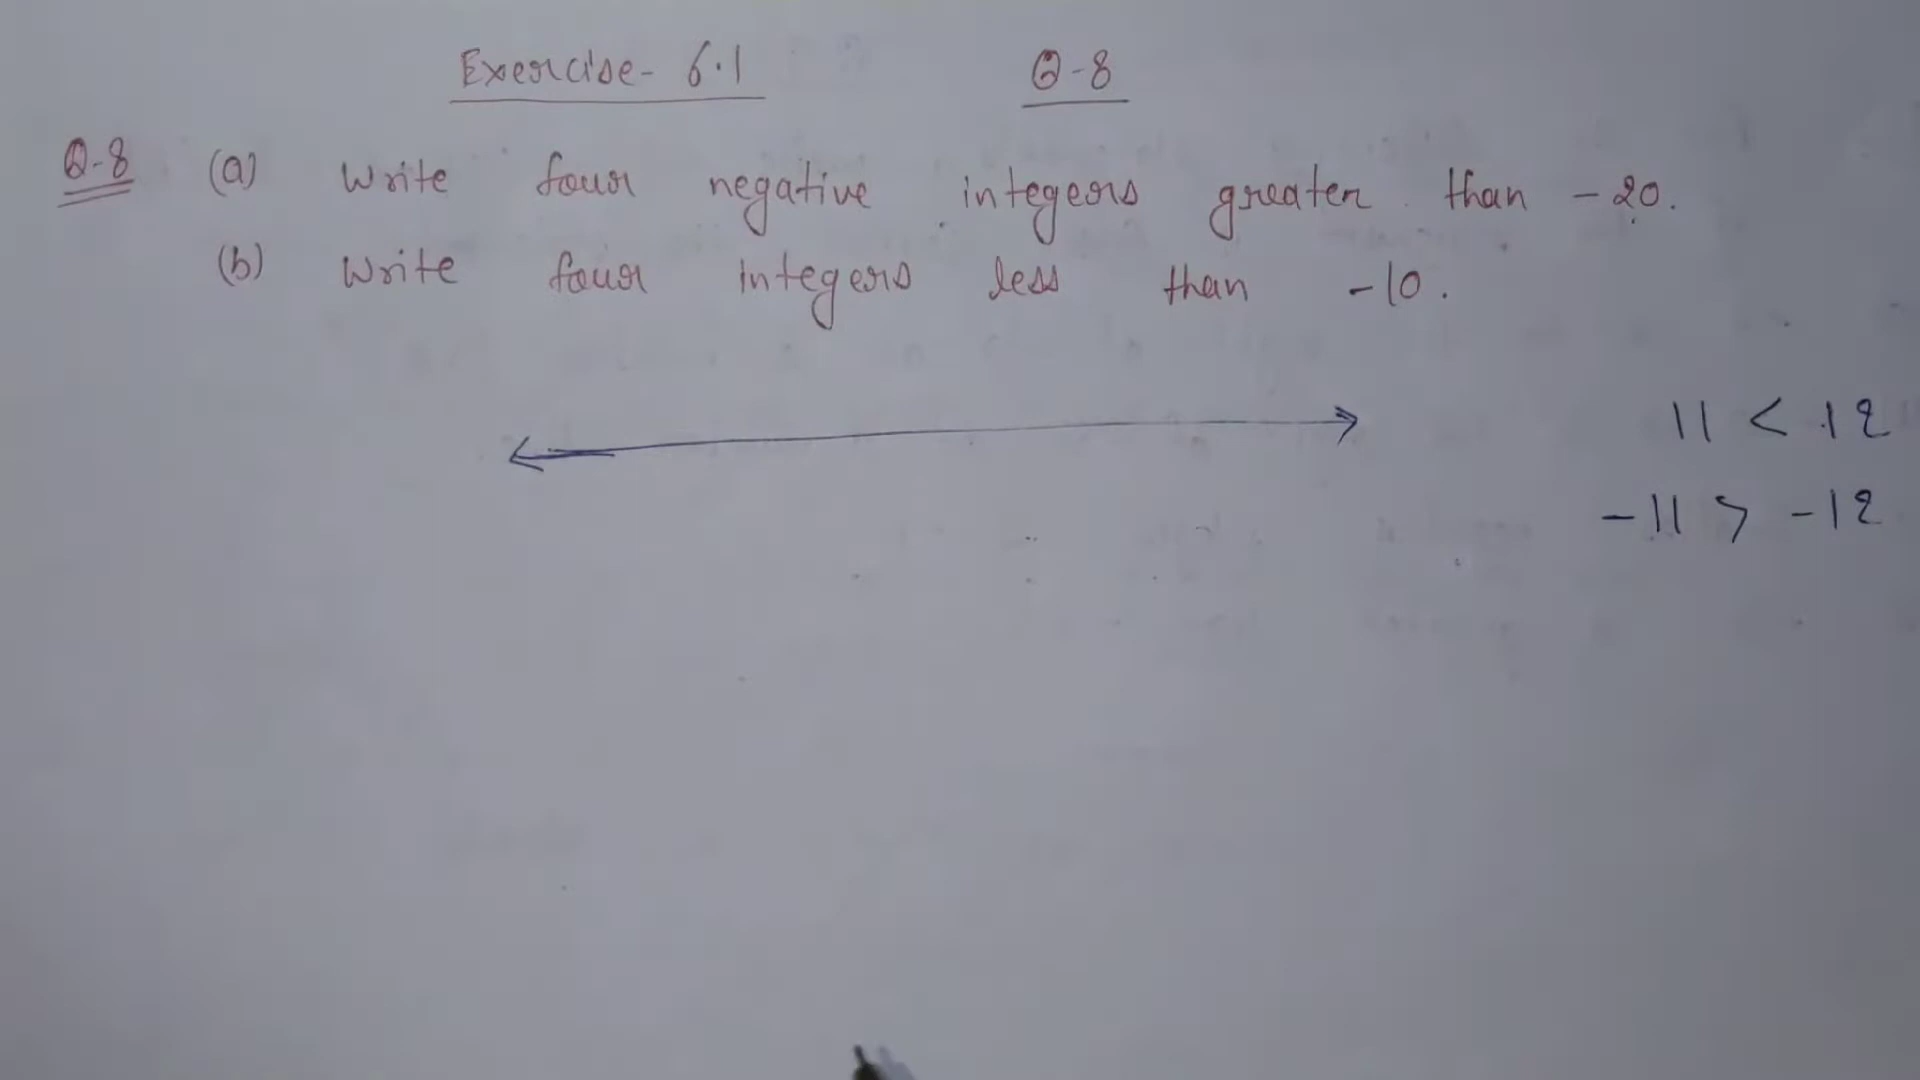 Exercise- 6.1 Q-8
Q-8 (a) Write four negative integers greater than -20.
(b) Write four integers less than -10.
11 < 12
-11 > -12